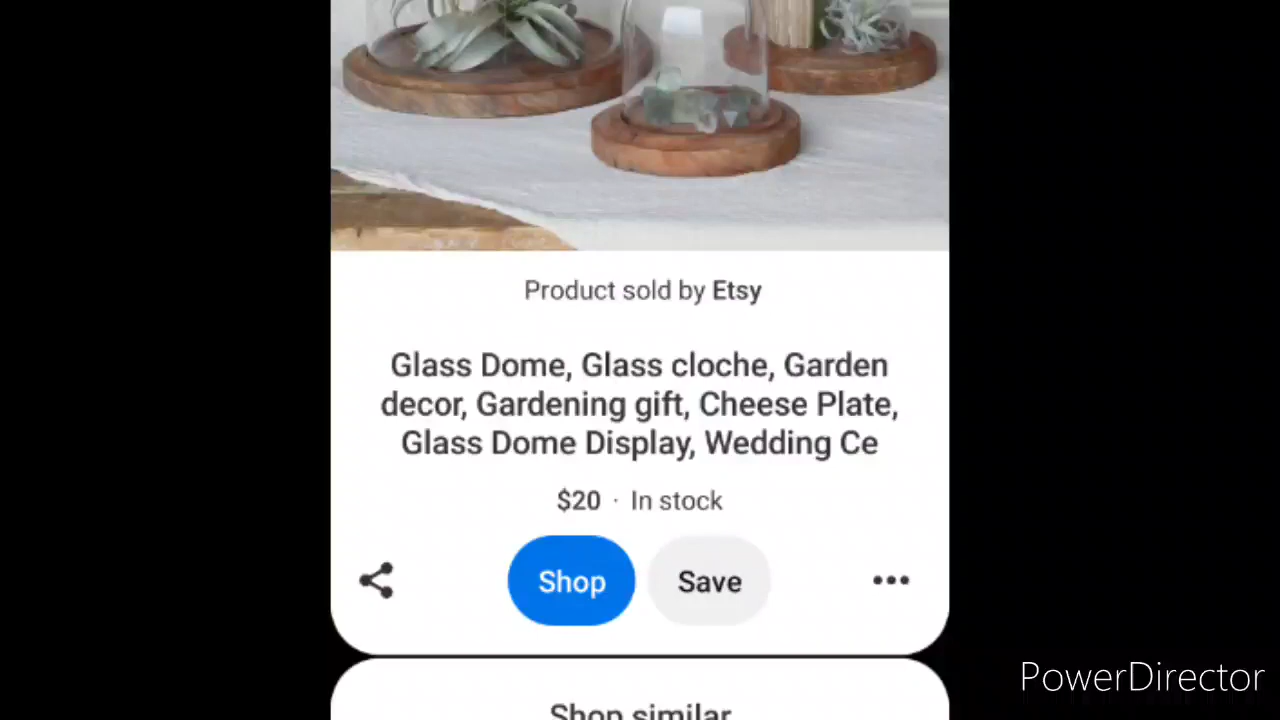 Product sold by Etsy
Glass Dome, Glass cloche, Garden
decor, Gardening gift, Cheese Plate,
Glass Dome Display, Wedding Ce
$20 · In stock
Shop
Save
Shop similar
PowerDirector